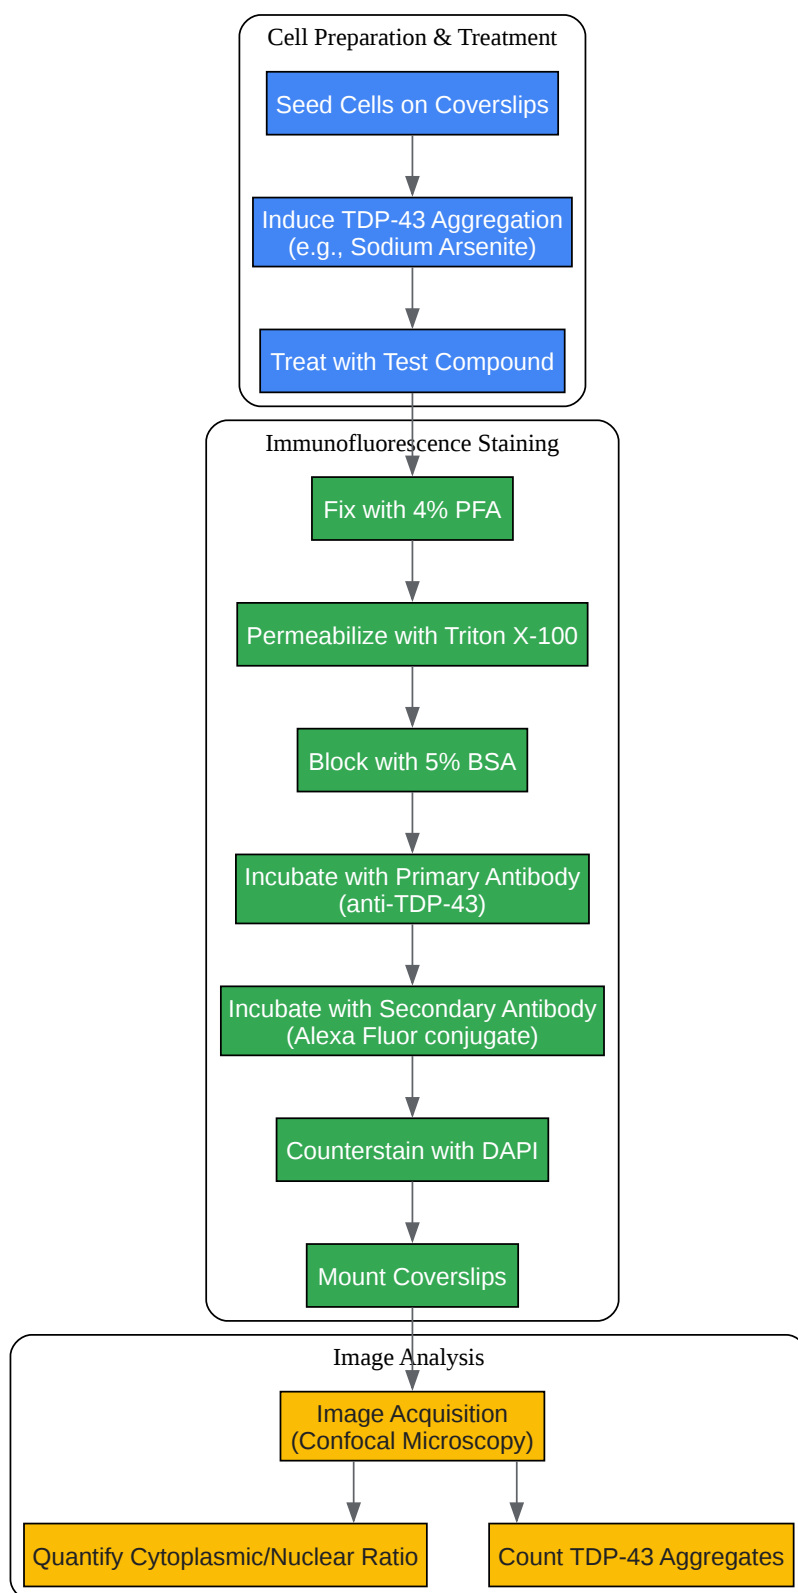 Cell Preparation & Treatment
Seed Cells on Coverslips
Induce TDP-43 Aggregation
(e.g., Sodium Arsenite)
Treat with Test Compound
Immunofluorescence Staining
Fix with 4% PFA
Permeabilize with Triton X-100
Block with 5% BSA
Incubate with Primary Antibody
(anti-TDP-43)
Incubate with Secondary Antibody
(Alexa Fluor conjugate)
Counterstain with DAPI
Mount Coverslips
Image Analysis
Image Acquisition
(Confocal Microscopy)
Quantify Cytoplasmic/Nuclear Ratio
Count TDP-43 Aggregates